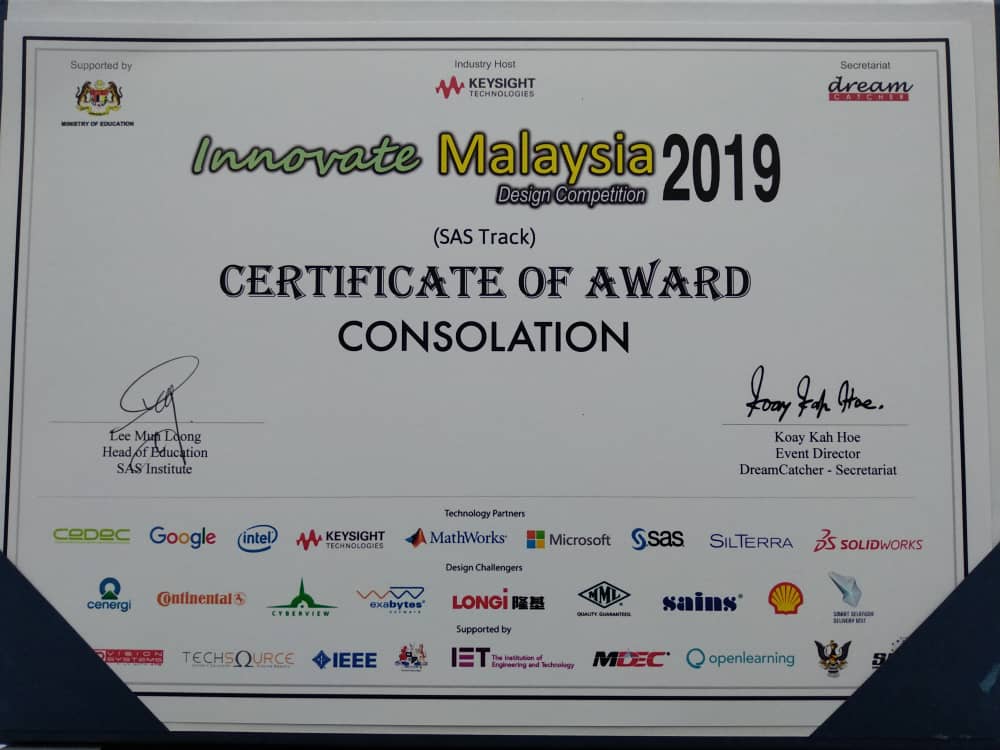 Supported by
MINISTRY OF EDUCATION
Industry Host
KEYSIGHT
TECHNOLOGIES
Secretariat
dream
CATCHER
Innovate Malaysia 2019
Design Competition
(SAS Track)
CERTIFICATE OF AWARD
CONSOLATION
Lee Mun Loong
Head of Education
SAS Institute
Koay Kah Hoe.
Koay Kah Hoe
Event Director
DreamCatcher - Secretariat
Technology Partners
CEDEC Google intel KEYSIGHT TECHNOLOGIES MathWorks Microsoft sas SILTERRA SOLIDWORKS
Design Challengers
cenergi Continental CYBERVIEW exabytes NETWORK LONGi 隆基 MML QUALITY GUARANTEED sains SMART SELANGOR DELIVERY UNIT
Supported by
VISION SYSTEMS TECHSOURCE IEEE IET The Institution of Engineering and Technology MDEC openlearning